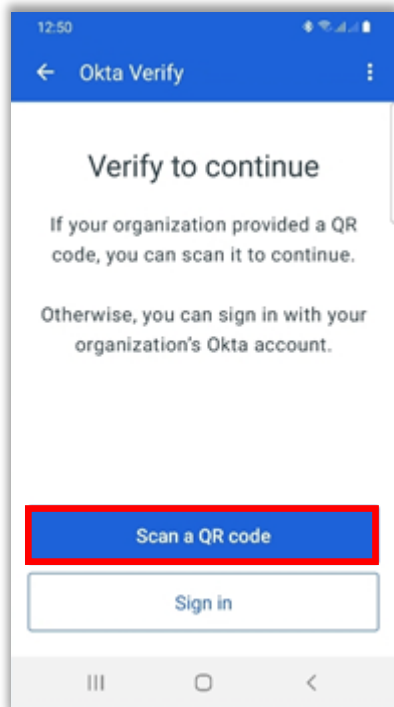 12:50
Okta Verify
Verify to continue
If your organization provided a QR
code, you can scan it to continue.
Otherwise, you can sign in with your
organization's Okta account.
Scan a QR code
Sign in